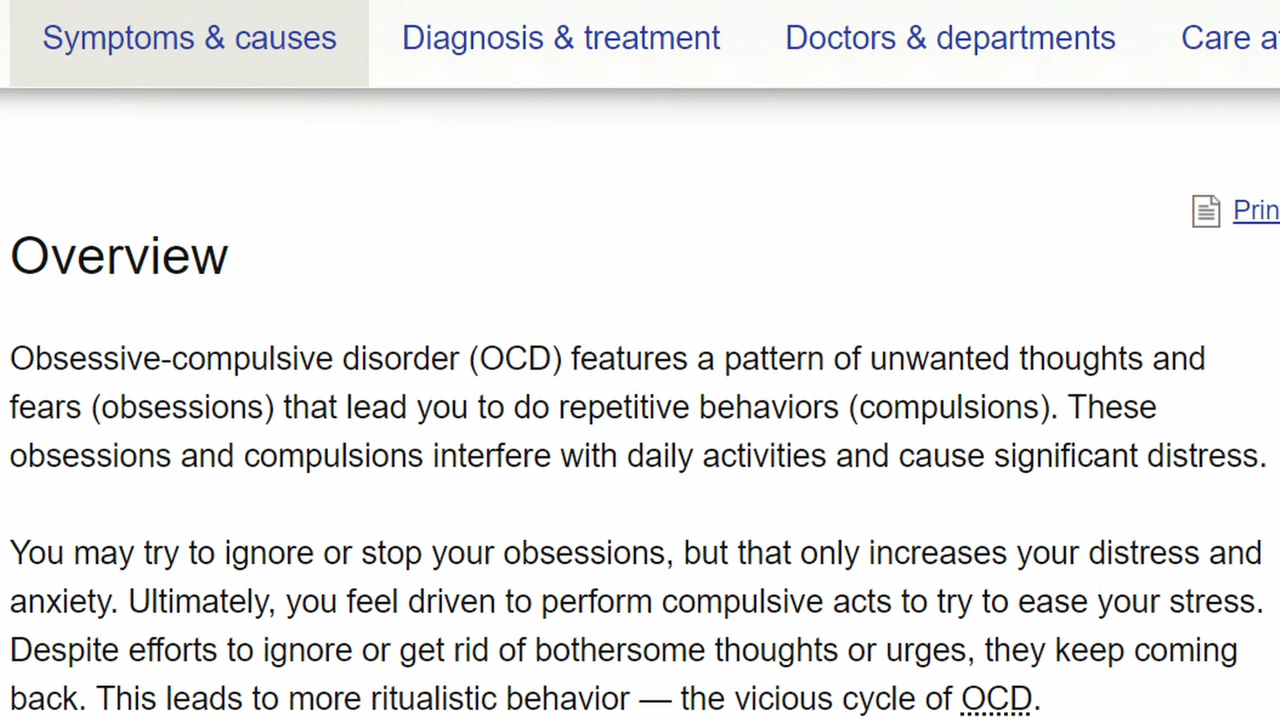 Symptoms & causes Diagnosis & treatment Doctors & departments Care
Overview
Obsessive-compulsive disorder (OCD) features a pattern of unwanted thoughts and
fears (obsessions) that lead you to do repetitive behaviors (compulsions). These
obsessions and compulsions interfere with daily activities and cause significant distress.
You may try to ignore or stop your obsessions, but that only increases your distress and
anxiety. Ultimately, you feel driven to perform compulsive acts to try to ease your stress.
Despite efforts to ignore or get rid of bothersome thoughts or urges, they keep coming
back. This leads to more ritualistic behavior — the vicious cycle of OCD.